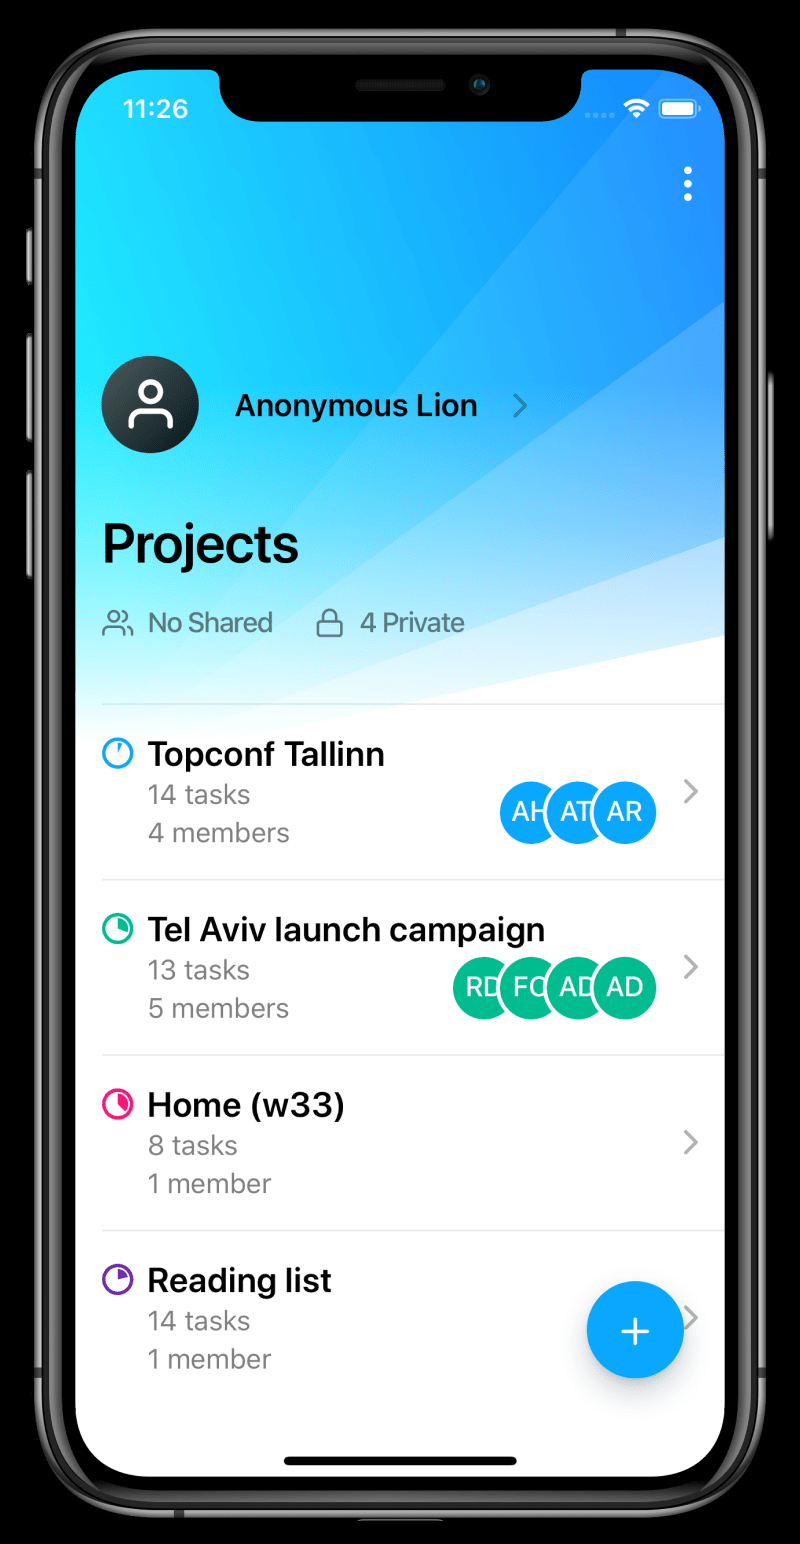 11:26
Anonymous Lion
Projects
No Shared 4 Private
Topconf Tallinn
14 tasks
4 members
AH AT AR
Tel Aviv launch campaign
13 tasks
5 members
RD FC AD AD
Home (w33)
8 tasks
1 member
Reading list
14 tasks
1 member